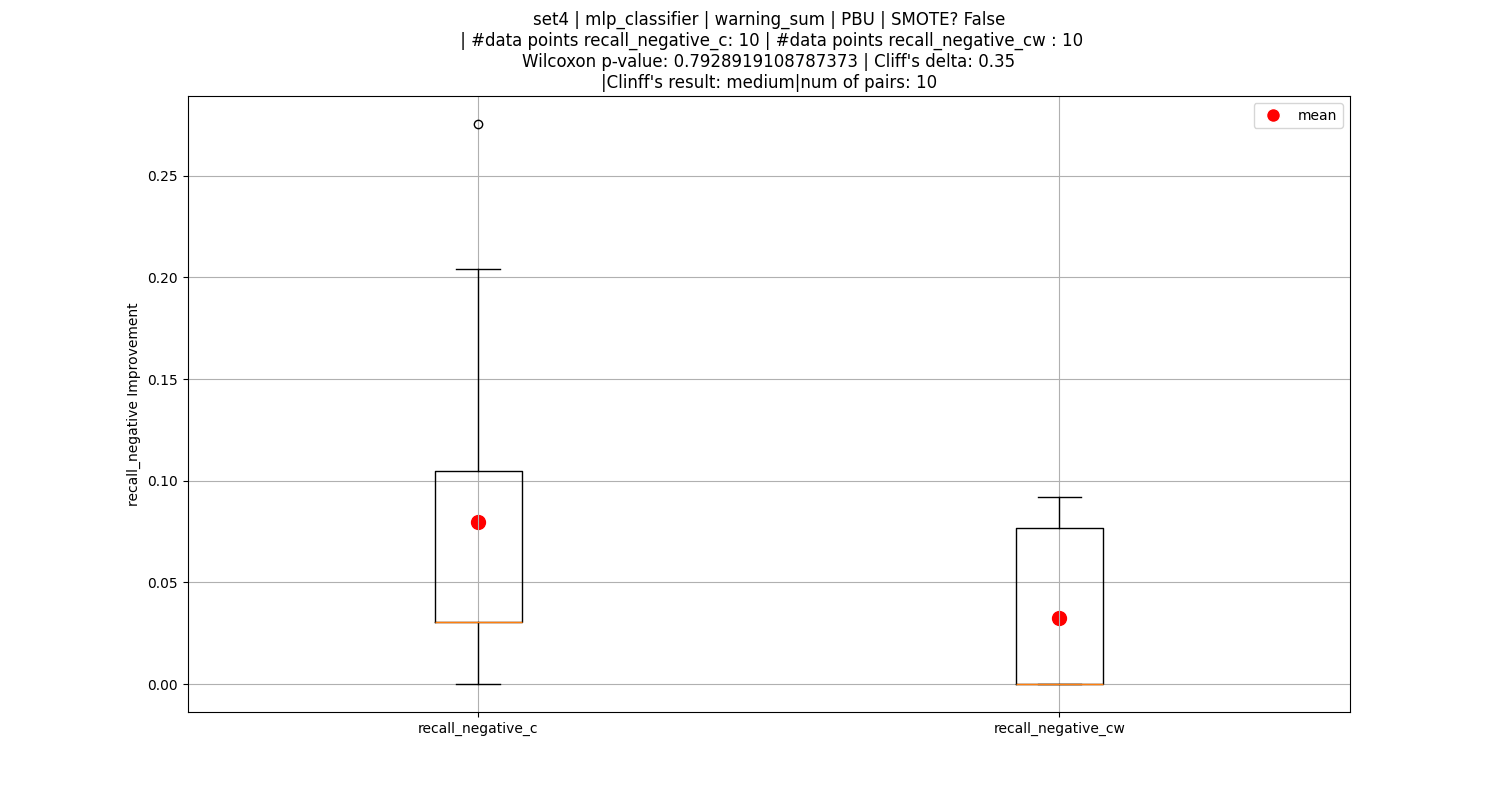 set4 | mlp_classifier | warning_sum | PBU | SMOTE? False
| #data points recall_negative_c: 10 | #data points recall_negative_cw : 10
Wilcoxon p-value: 0.7928919108787373 | Cliff's delta: 0.35
|Clinff's result: medium|num of pairs: 10
mean
recall_negative Improvement
0.25
0.20
0.15
0.10
0.05
0.00
recall_negative_c
recall_negative_cw